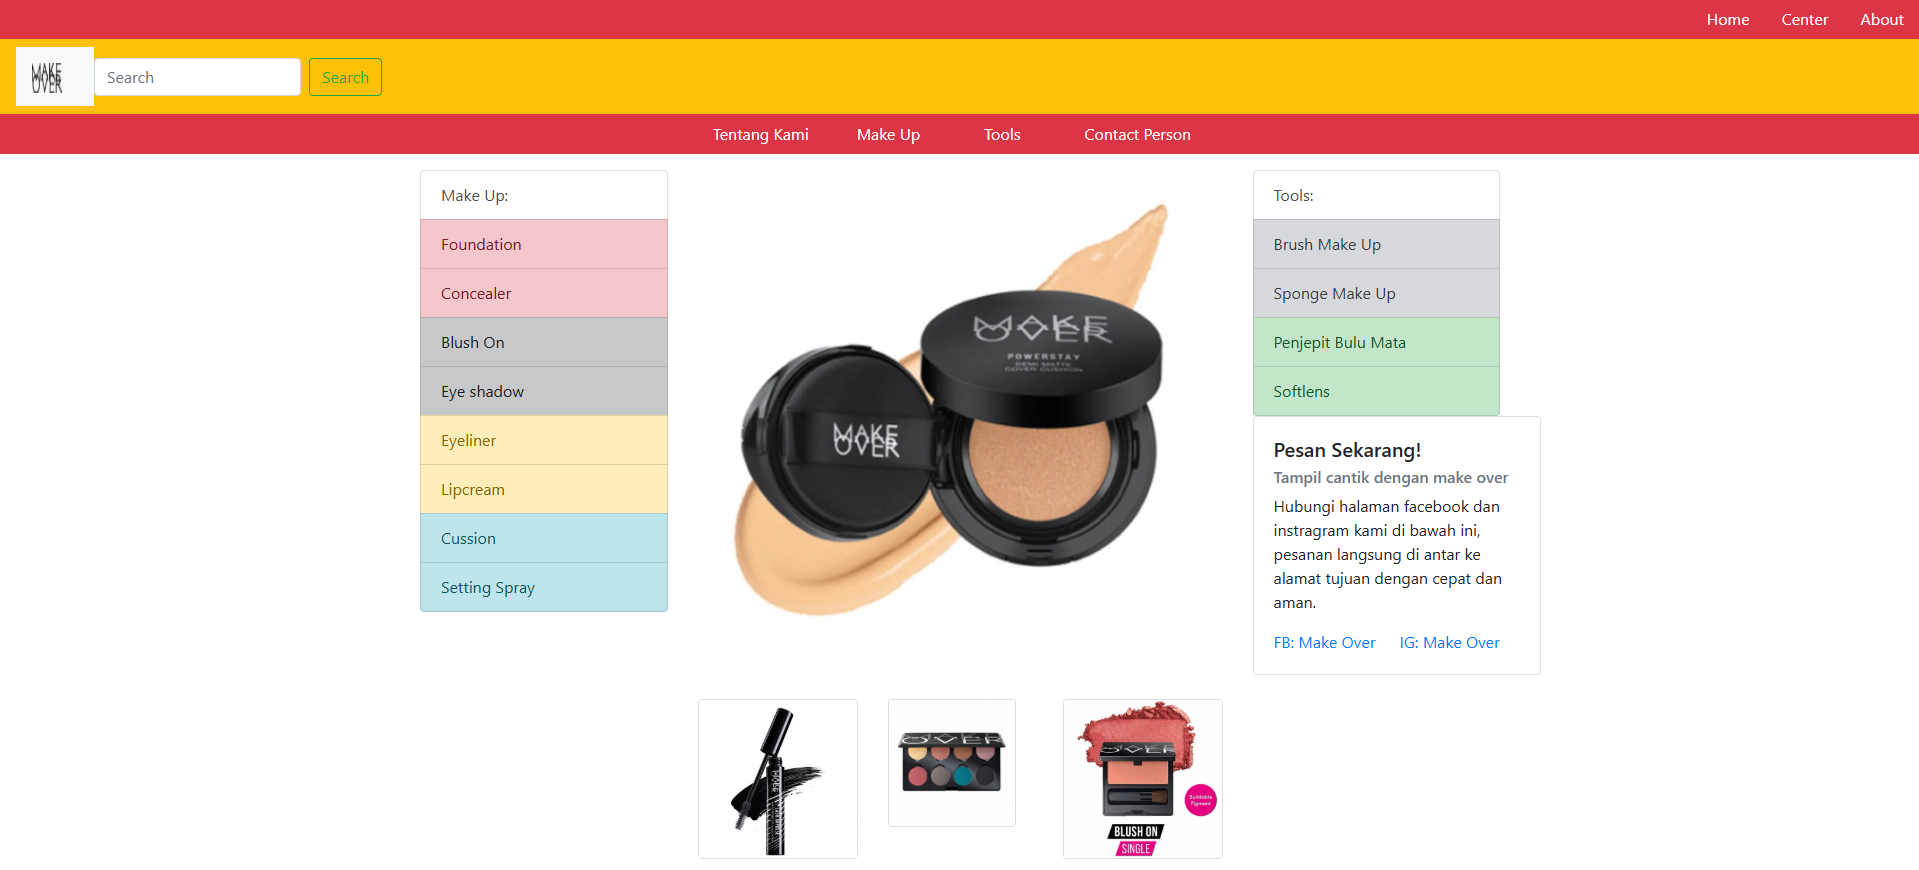 Home Center About
MAKE
OVER
Search Search
Tentang Kami Make Up Tools Contact Person
Make Up:
Foundation
Concealer
Blush On
Eye shadow
Eyeliner
Lipcream
Cussion
Setting Spray
MAKE
OVER
POWERSTAY
DEMI-MATTE
COVER CUSHION
MAKE
OVER
Tools:
Brush Make Up
Sponge Make Up
Penjepit Bulu Mata
Softlens
Pesan Sekarang!
Tampil cantik dengan make over
Hubungi halaman facebook dan
instragram kami di bawah ini,
pesanan langsung di antar ke
alamat tujuan dengan cepat dan
aman.
FB: Make Over IG: Make Over
MAKE
OVER
OVER
OVER
Buildable
Pigment
BLUSH ON
SINGLE